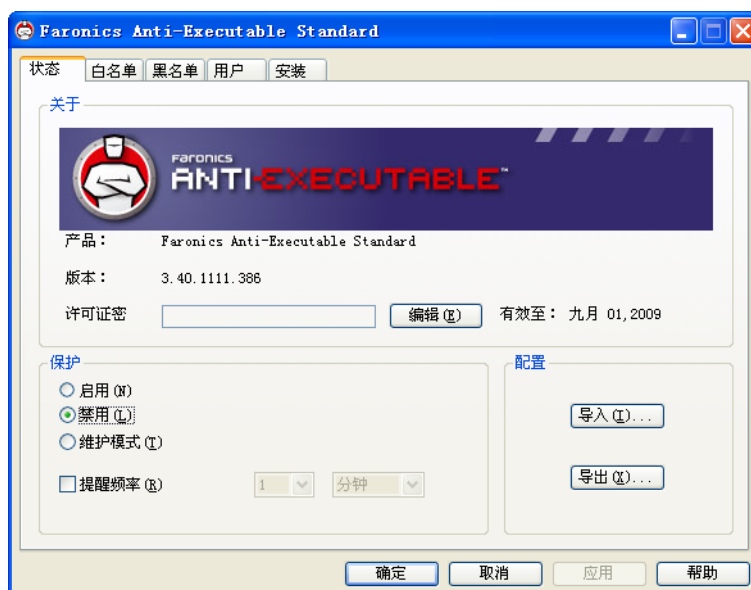 Faronics Anti-Executable Standard
状态 白名单 黑名单 用户 安装
关于
FARONICS
ANTI-EXECUTABLE™
产品： Faronics Anti-Executable Standard
版本： 3.40.1111.386
许可证密 编辑(E) 有效至： 九月 01,2009
保护
启用(N)
禁用(L)
维护模式(T)
提醒频率(R) 1 分钟
配置
导入(I)...
导出(X)...
确定 取消 应用 帮助